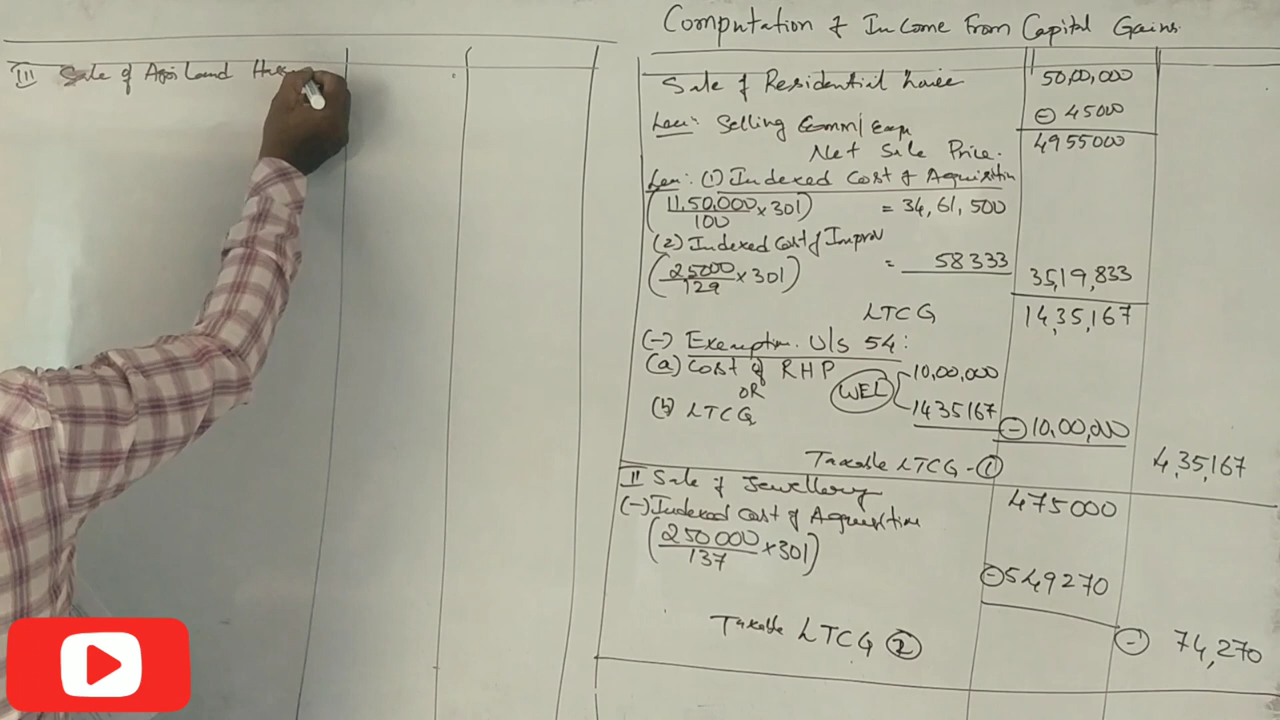 III Sale of Agri Land
Computation of Income From Capital Gains
Sale of Residential house 50,00,000
Less: Selling Comm/Exp ⊖ 45000
Net Sale Price. 4955000
Less: (1) Indexed Cost of Acquisition
(11,50,000/100 × 301) = 34,61,500
(2) Indexed Cost of Improv
(25000/129 × 301) = 58333 35,19,833
LTCG 14,35,167
(-) Exemption U/s 54:
(a) Cost of RHP 10,00,000
OR WEL
(b) LTCG 1435167 ⊖ 10,00,000
Taxable LTCG - ① 4,35,167
II Sale of Jewellery 475000
(-) Indexed Cost of Acquisition
(250000/137 × 301) ⊖ 549270
Taxable LTCG ② ⊖ 74,270